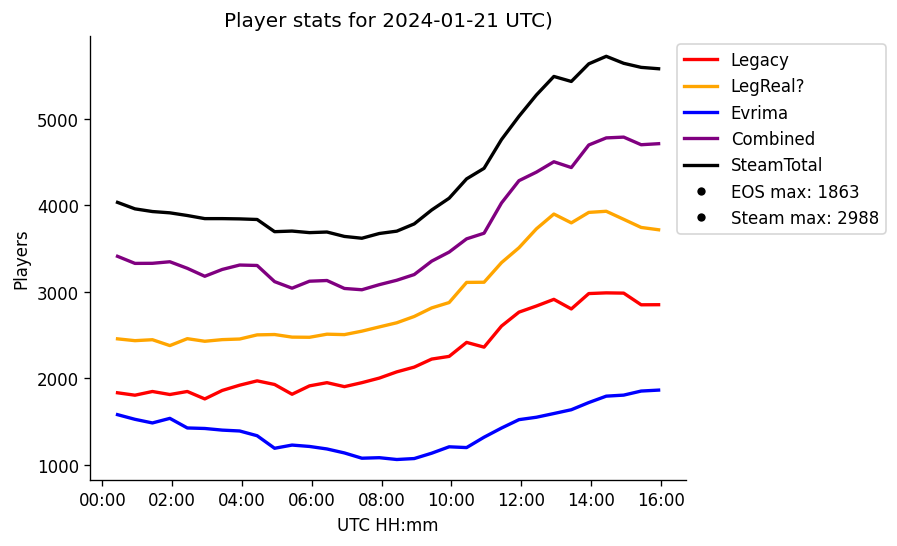 Player stats for 2024-01-21 UTC)
Legacy
LegReal?
Evrima
Combined
SteamTotal
EOS max: 1863
Steam max: 2988
Players
5000
4000
3000
2000
1000
00:00 02:00 04:00 06:00 08:00 10:00 12:00 14:00 16:00
UTC HH:mm